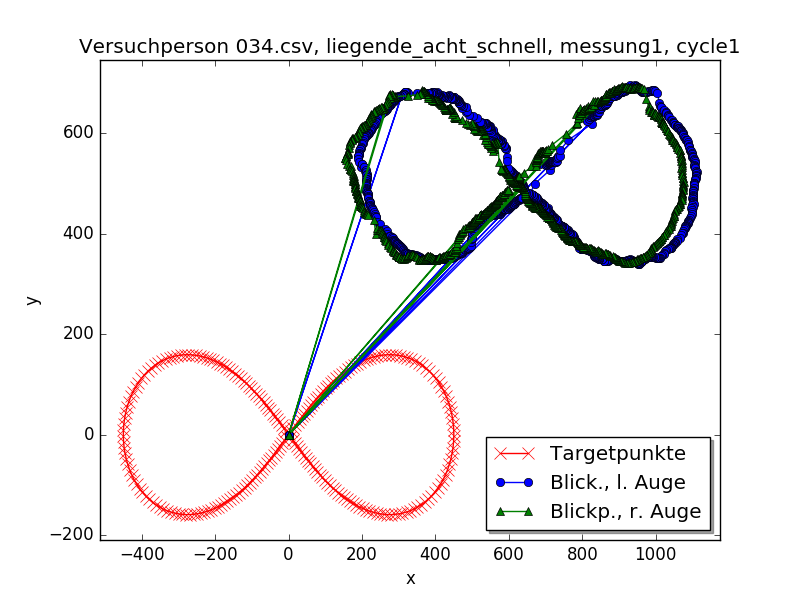 Versuchperson 034.csv, liegende_acht_schnell, messung1, cycle1
y
600
400
200
0
−200
−400
−200
0
200
400
600
800
1000
x
Targetpunkte
Blick., l. Auge
Blickp., r. Auge